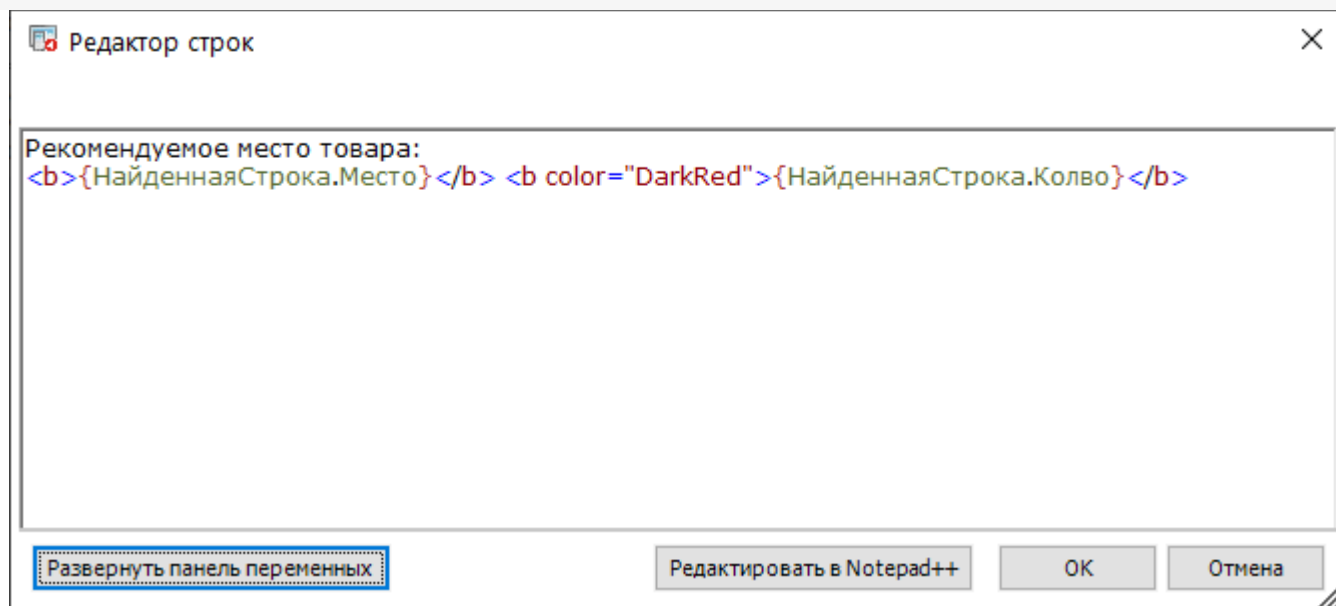 Редактор строк
Рекомендуемое место товара:
<b>{НайденнаяСтрока.Место}</b> <b color="DarkRed">{НайденнаяСтрока.Колво}</b>
Развернуть панель переменных
Редактировать в Notepad++
OK
Отмена